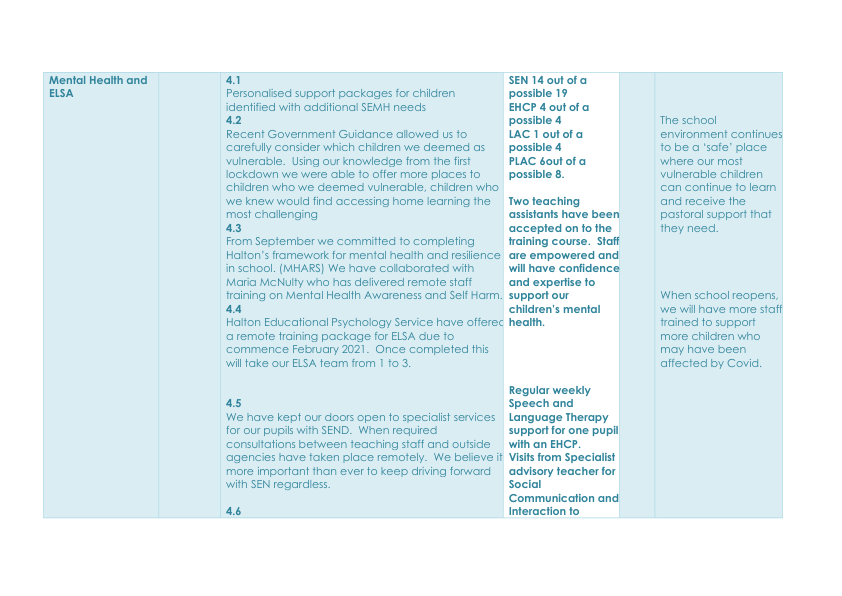 Mental Health and
ELSA
4.1
Personalised support packages for children
identified with additional SEMH needs
4.2
Recent Government Guidance allowed us to
carefully consider which children we deemed as
vulnerable.  Using our knowledge from the first
lockdown we were able to offer more places to
children who we deemed vulnerable, children who
we knew would find accessing home learning the
most challenging
4.3
From September we committed to completing
Halton’s framework for mental health and resilience
in school. (MHARS) We have collaborated with
Maria McNulty who has delivered remote staff
training on Mental Health Awareness and Self Harm.
4.4
Halton Educational Psychology Service have offered
a remote training package for ELSA due to
commence February 2021.  Once completed this
will take our ELSA team from 1 to 3.
4.5
We have kept our doors open to specialist services
for our pupils with SEND.  When required
consultations between teaching staff and outside
agencies have taken place remotely.  We believe it
more important than ever to keep driving forward
with SEN regardless.
4.6
SEN 14 out of a
possible 19
EHCP 4 out of a
possible 4
LAC 1 out of a
possible 4
PLAC 6out of a
possible 8.
Two teaching
assistants have been
accepted on to the
training course.  Staff
are empowered and
will have confidence
and expertise to
support our
children’s mental
health.
Regular weekly
Speech and
Language Therapy
support for one pupil
with an EHCP.
Visits from Specialist
advisory teacher for
Social
Communication and
Interaction to
The school
environment continues
to be a ‘safe’ place
where our most
vulnerable children
can continue to learn
and receive the
pastoral support that
they need.
When school reopens,
we will have more staff
trained to support
more children who
may have been
affected by Covid.